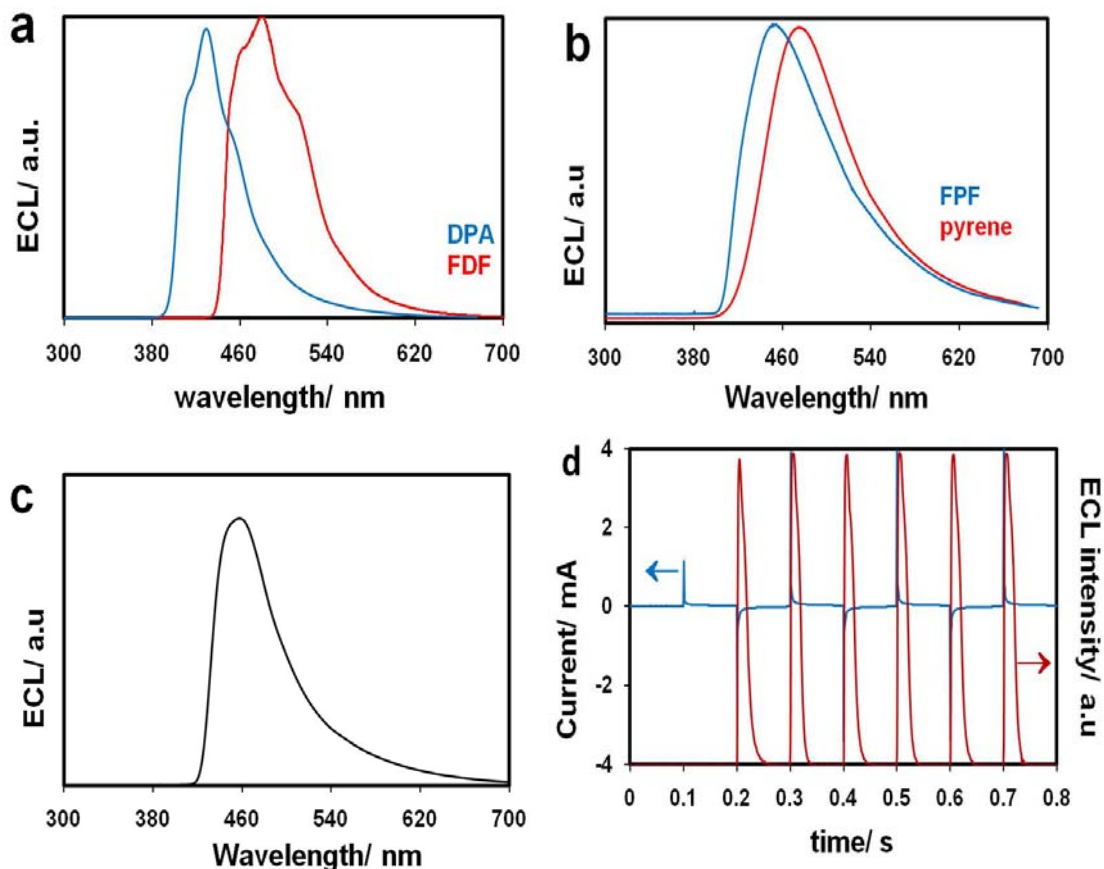 a
ECL/ a.u.
DPA
FDF
300 380 460 540 620 700
wavelength/ nm
b
ECL/ a.u
FPF
pyrene
300 380 460 540 620 700
Wavelength/ nm
c
ECL/ a.u
300 380 460 540 620 700
Wavelength/ nm
d
Current/ mA
4
2
0
-2
-4
ECL intensity/ a.u
0 0.1 0.2 0.3 0.4 0.5 0.6 0.7 0.8
time/ s